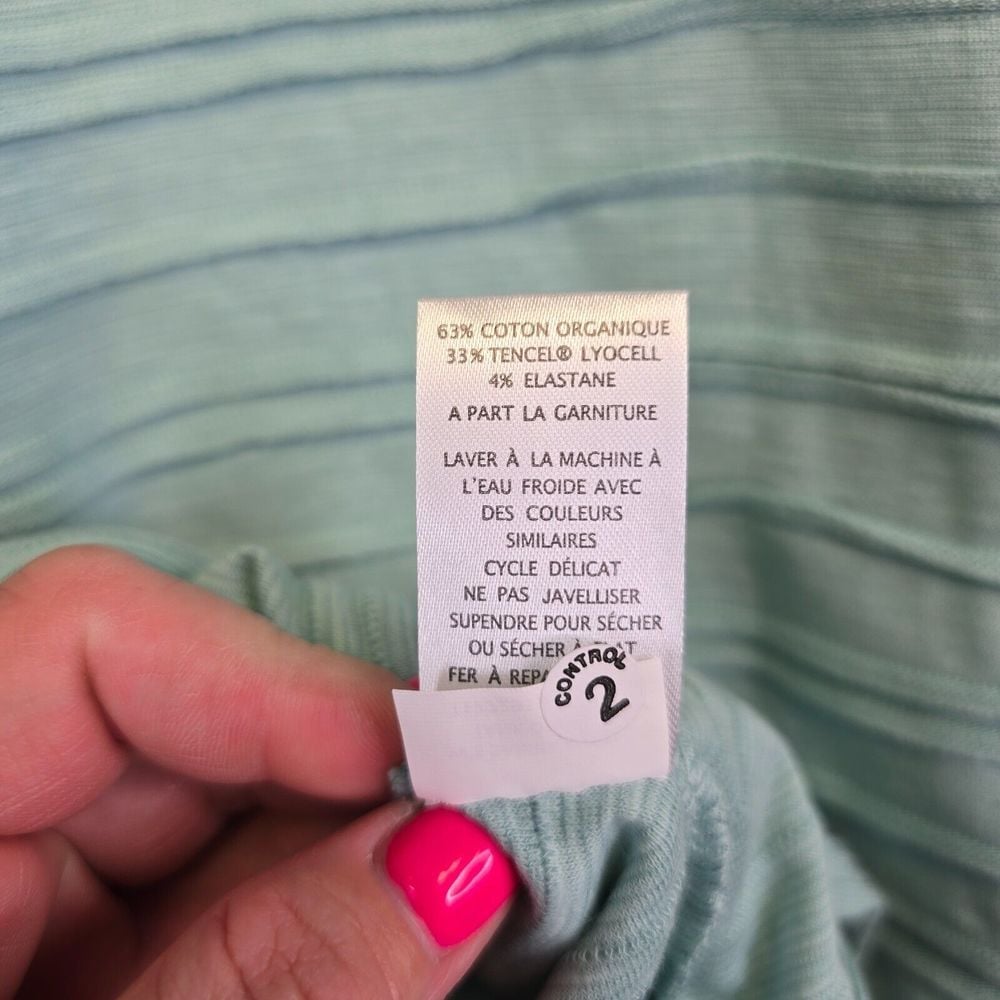 63% COTON ORGANIQUE
33% TENCEL® LYOCELL
4% ELASTANE
A PART LA GARNITURE
LAVER À LA MACHINE À
L'EAU FROIDE AVEC
DES COULEURS
SIMILAIRES
CYCLE DÉLICAT
NE PAS JAVELLISER
SUPENDRE POUR SÉCHER
OU SÉCHER À
FER À
CONTROL
2